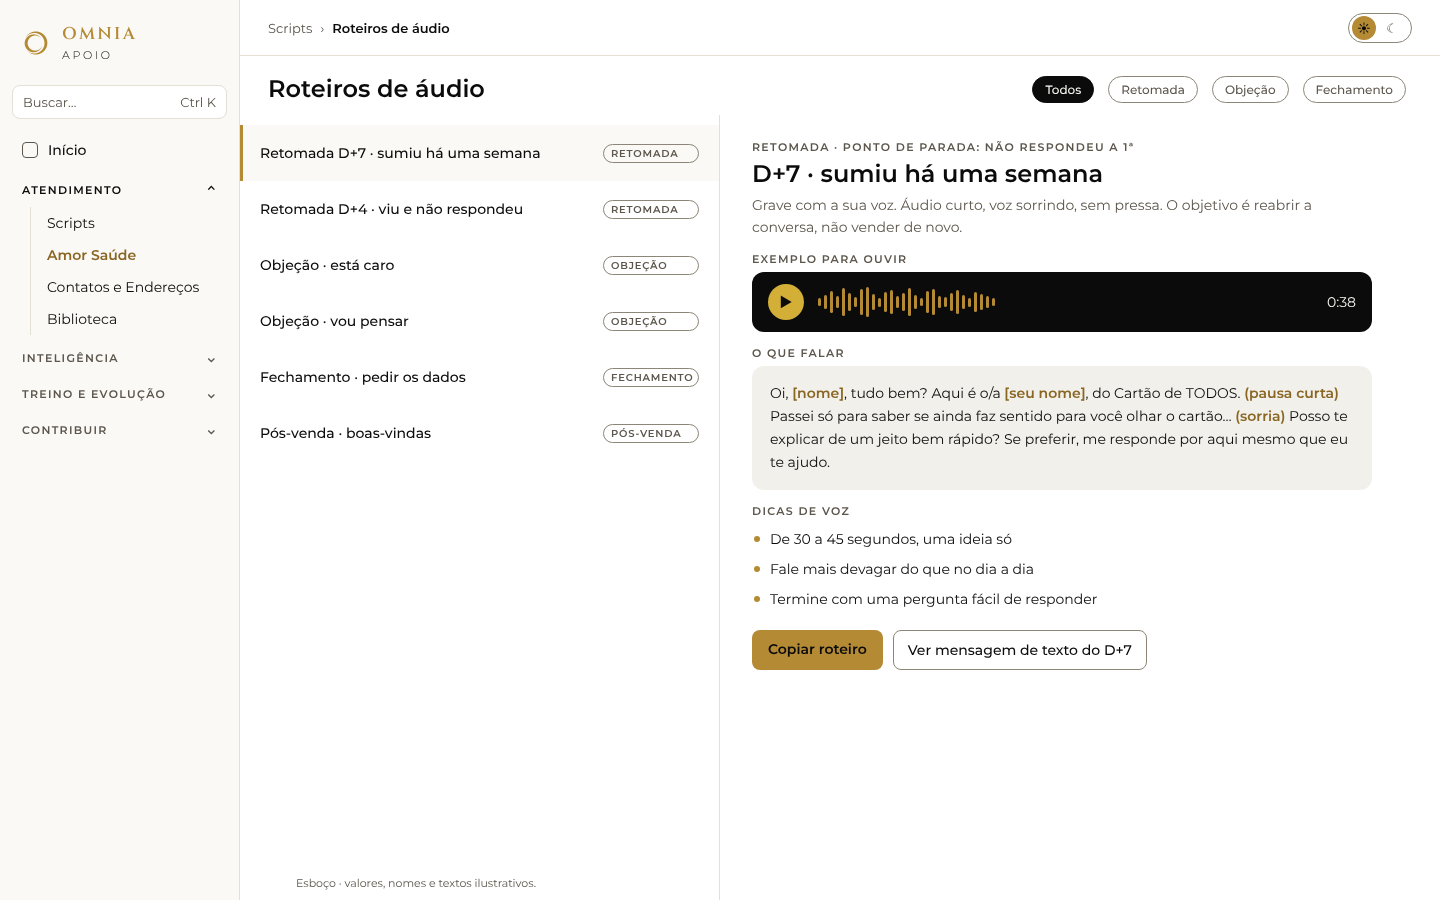 OMNIA
APOIO
Buscar... Ctrl K
Início
ATENDIMENTO
Scripts
Amor Saúde
Contatos e Endereços
Biblioteca
INTELIGÊNCIA
TREINO E EVOLUÇÃO
CONTRIBUIR
Scripts › Roteiros de áudio
Roteiros de áudio
Todos Retomada Objeção Fechamento
Retomada D+7 · sumiu há uma semana RETOMADA
Retomada D+4 · viu e não respondeu RETOMADA
Objeção · está caro OBJEÇÃO
Objeção · vou pensar OBJEÇÃO
Fechamento · pedir os dados FECHAMENTO
Pós-venda · boas-vindas PÓS-VENDA
Esboço · valores, nomes e textos ilustrativos.
RETOMADA · PONTO DE PARADA: NÃO RESPONDEU A 1ª
D+7 · sumiu há uma semana
Grave com a sua voz. Áudio curto, voz sorrindo, sem pressa. O objetivo é reabrir a
conversa, não vender de novo.
EXEMPLO PARA OUVIR
0:38
O QUE FALAR
Oi, [nome], tudo bem? Aqui é o/a [seu nome], do Cartão de TODOS. (pausa curta)
Passei só para saber se ainda faz sentido para você olhar o cartão... (sorria) Posso te
explicar de um jeito bem rápido? Se preferir, me responde por aqui mesmo que eu
te ajudo.
DICAS DE VOZ
De 30 a 45 segundos, uma ideia só
Fale mais devagar do que no dia a dia
Termine com uma pergunta fácil de responder
Copiar roteiro Ver mensagem de texto do D+7